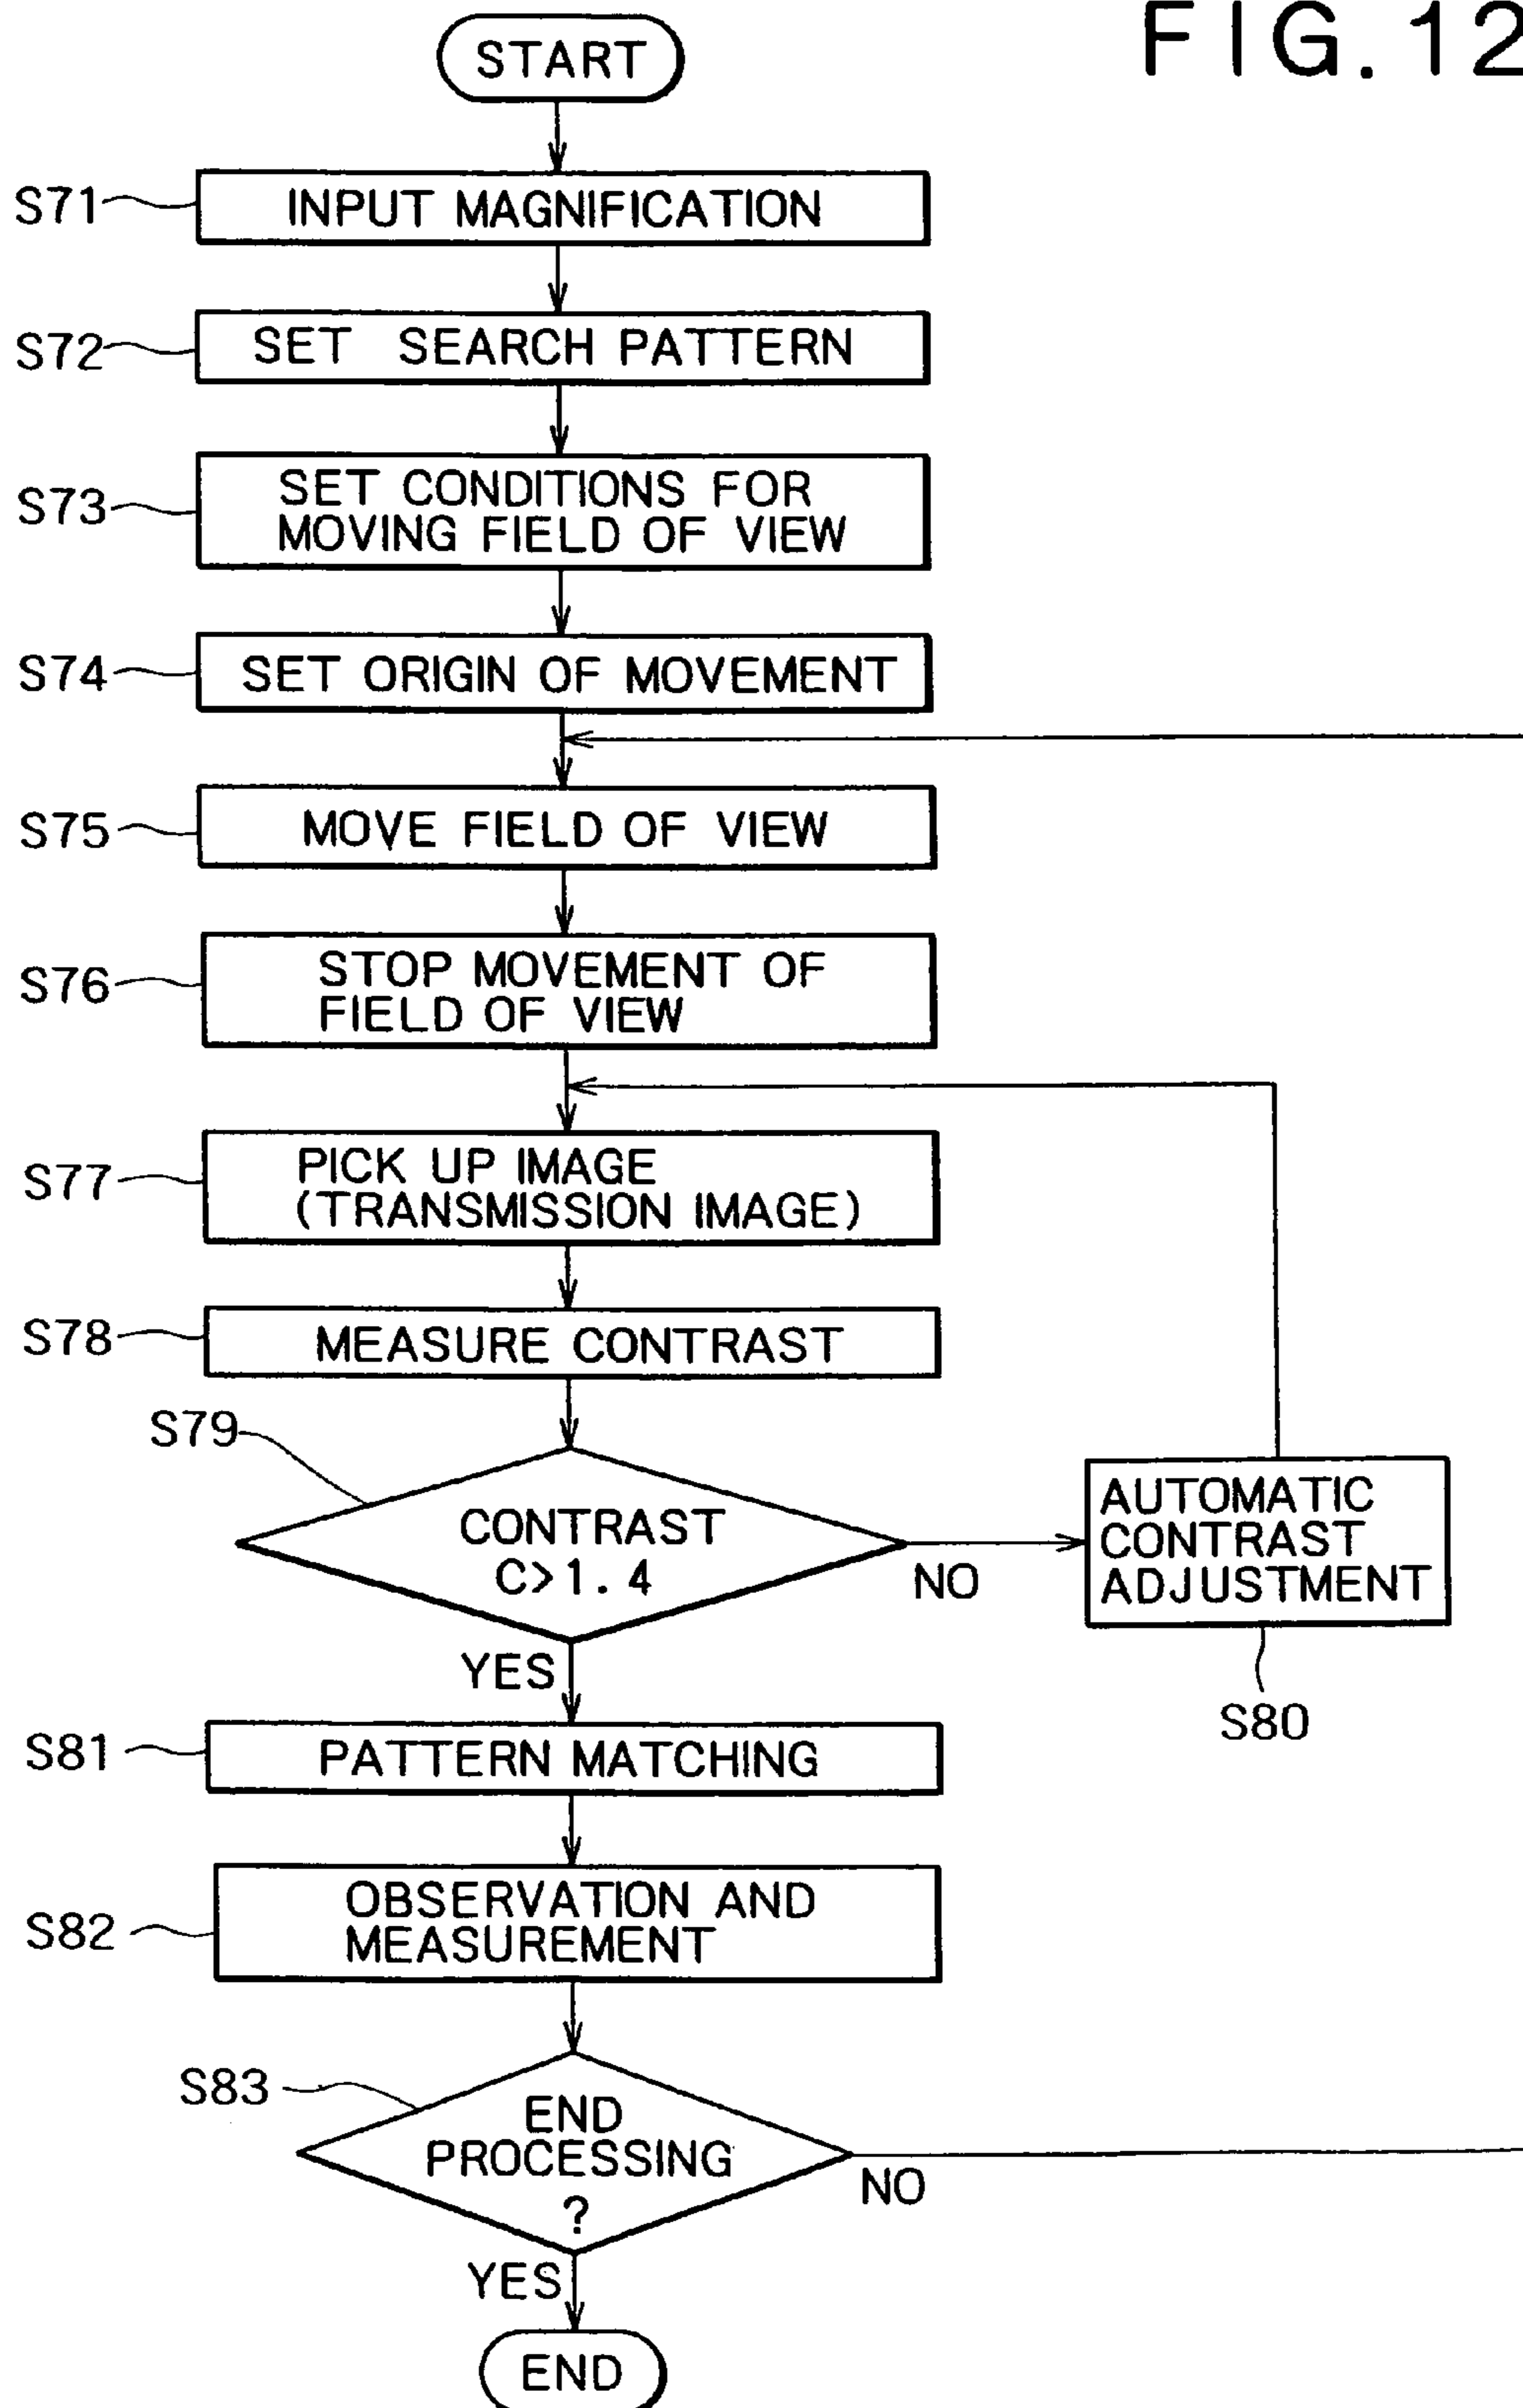 FIG.12
START
S71
INPUT MAGNIFICATION
S72
SET SEARCH PATTERN
S73
SET CONDITIONS FOR
MOVING FIELD OF VIEW
S74
SET ORIGIN OF MOVEMENT
S75
MOVE FIELD OF VIEW
S76
STOP MOVEMENT OF
FIELD OF VIEW
S77
PICK UP IMAGE
(TRANSMISSION IMAGE)
S78
MEASURE CONTRAST
S79
CONTRAST
C>1.4
NO
AUTOMATIC
CONTRAST
ADJUSTMENT
S80
YES
S81
PATTERN MATCHING
S82
OBSERVATION AND
MEASUREMENT
S83
END
PROCESSING
?
NO
YES
END